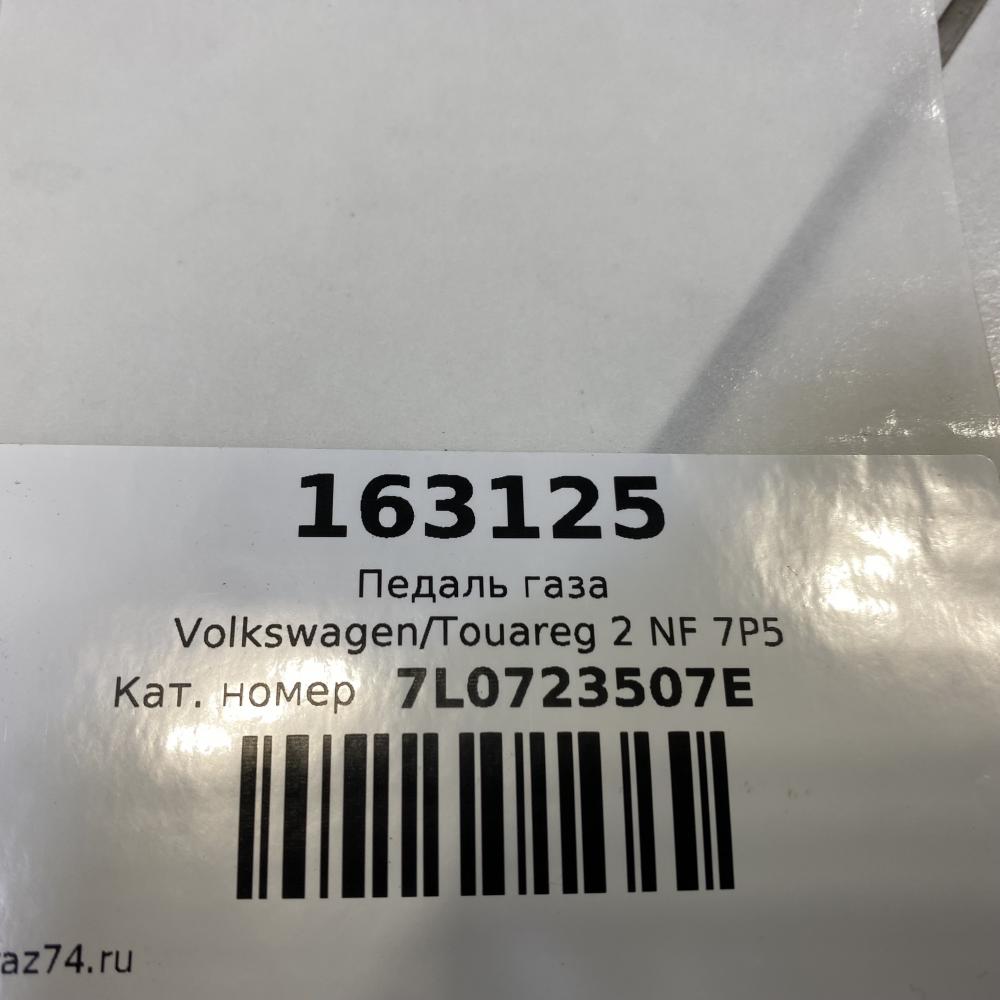 163125
Педаль газа
Volkswagen/Touareg 2 NF 7P5
Кат. номер 7L0723507E
az74.ru